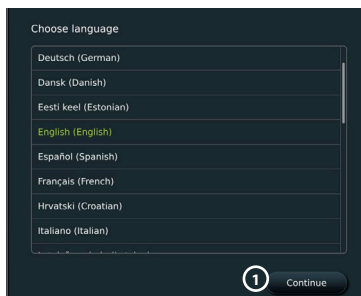 Choose language
Deutsch (German)
Dansk (Danish)
Eesti keel (Estonian)
English (English)
Español (Spanish)
Français (French)
Hrvatski (Croatian)
Italiano (Italian)
1 Continue